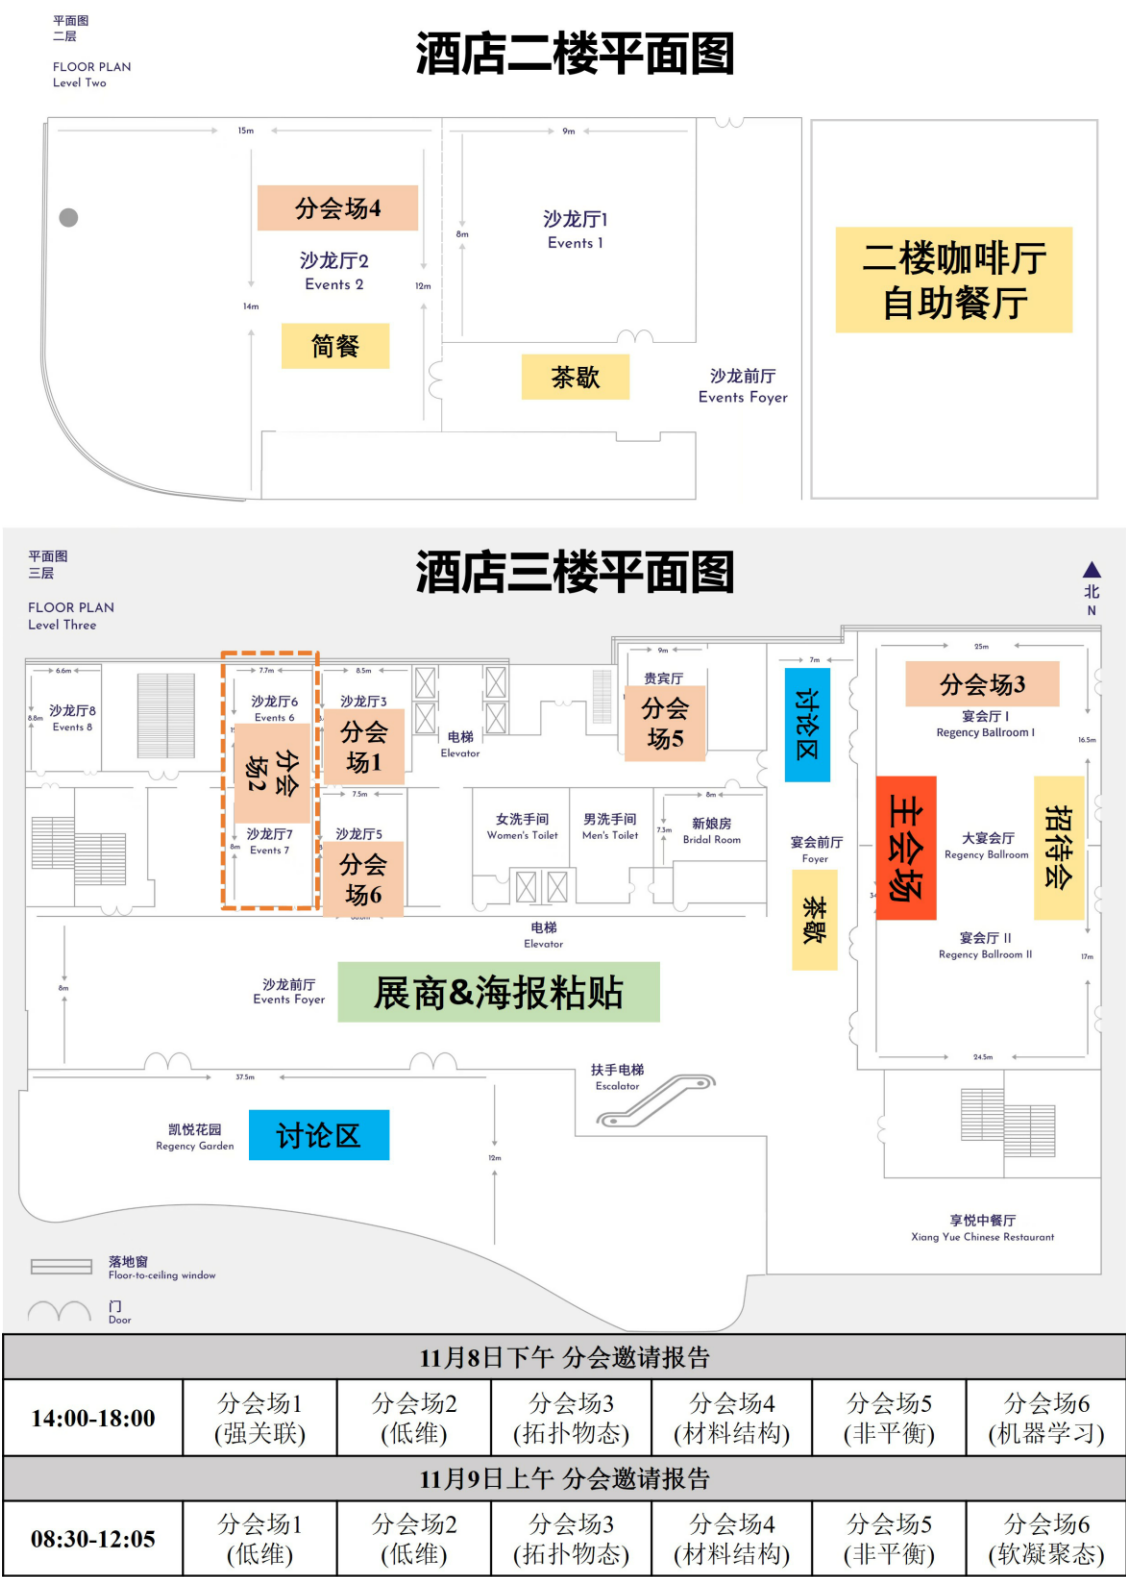 平面图
二层
FLOOR PLAN
Level Two
酒店二楼平面图
15m
9m
分会场4
沙龙厅2
Events 2
沙龙厅1
Events 1
8m
12m
14m
简餐
茶歇
沙龙前厅
Events Foyer
二楼咖啡厅
自助餐厅
平面图
三层
FLOOR PLAN
Level Three
酒店三楼平面图
北
N
6.6m
7.7m
8.5m
9m
7m
25m
8.8m
沙龙厅8
Events 8
沙龙厅6
Events 6
沙龙厅3
分会
场1
分会
场2
电梯
Elevator
贵宾厅
分会
场5
讨论区
分会场3
宴会厅 I
Regency Ballroom I
16.5m
7.5m
8m
沙龙厅7
Events 7
8m
沙龙厅5
分会
场6
女洗手间
Women's Toilet
男洗手间
Men's Toilet
新娘房
Bridal Room
7.3m
宴会前厅
Foyer
主会场
大宴会厅
Regency Ballroom
招待会
茶歇
电梯
Elevator
宴会厅 II
Regency Ballroom II
17m
24.5m
8m
沙龙前厅
Events Foyer
展商&海报粘贴
37.5m
扶手电梯
Escalator
凯悦花园
Regency Garden
讨论区
12m
享悦中餐厅
Xiang Yue Chinese Restaurant
落地窗
Floor-to-ceiling window
门
Door
11月8日下午 分会邀请报告
14:00-18:00 分会场1 分会场2 分会场3 分会场4 分会场5 分会场6
(强关联) (低维) (拓扑物态) (材料结构) (非平衡) (机器学习)
11月9日上午 分会邀请报告
08:30-12:05 分会场1 分会场2 分会场3 分会场4 分会场5 分会场6
(低维) (低维) (拓扑物态) (材料结构) (非平衡) (软凝聚态)